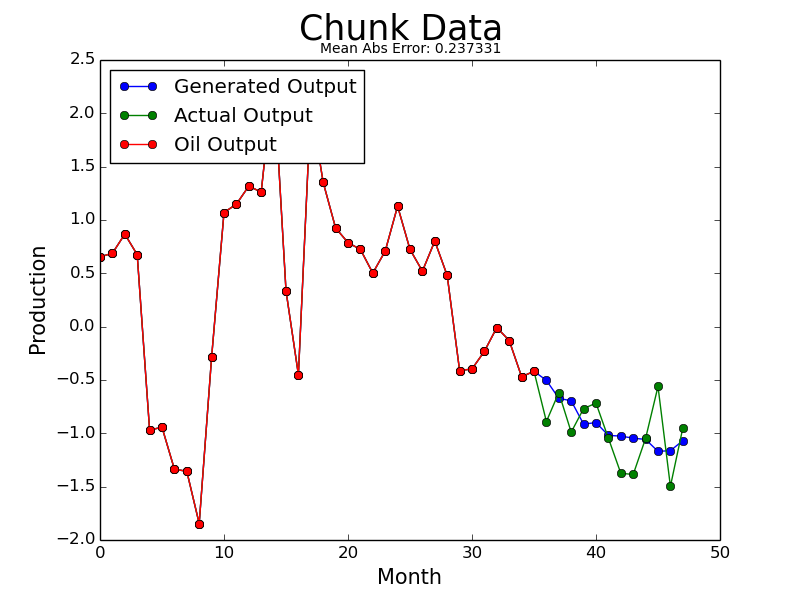 Chunk Data
Mean Abs Error: 0.237331
2.5
2.0
1.5
1.0
0.5
0.0
−0.5
−1.0
−1.5
−2.0
Generated Output
Actual Output
Oil Output
Production
0 10 20 30 40 50
Month